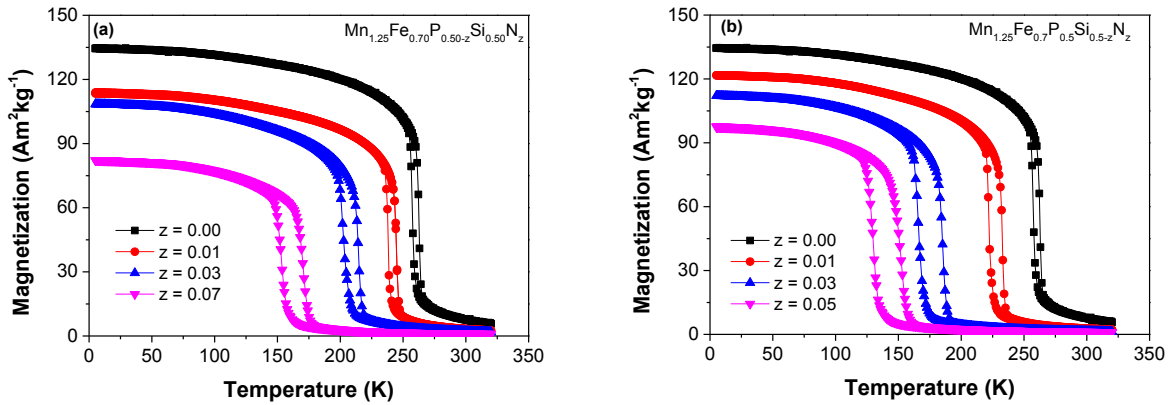 (a)
Mn1.25Fe0.70P0.50-zSi0.50Nz
Magnetization (Am2kg-1)
150
120
90
60
30
0
z = 0.00
z = 0.01
z = 0.03
z = 0.07
0 50 100 150 200 250 300 350
Temperature (K)
(b)
Mn1.25Fe0.7P0.5Si0.5-zNz
Magnetization (Am2kg-1)
150
120
90
60
30
0
z = 0.00
z = 0.01
z = 0.03
z = 0.05
0 50 100 150 200 250 300 350
Temperature (K)